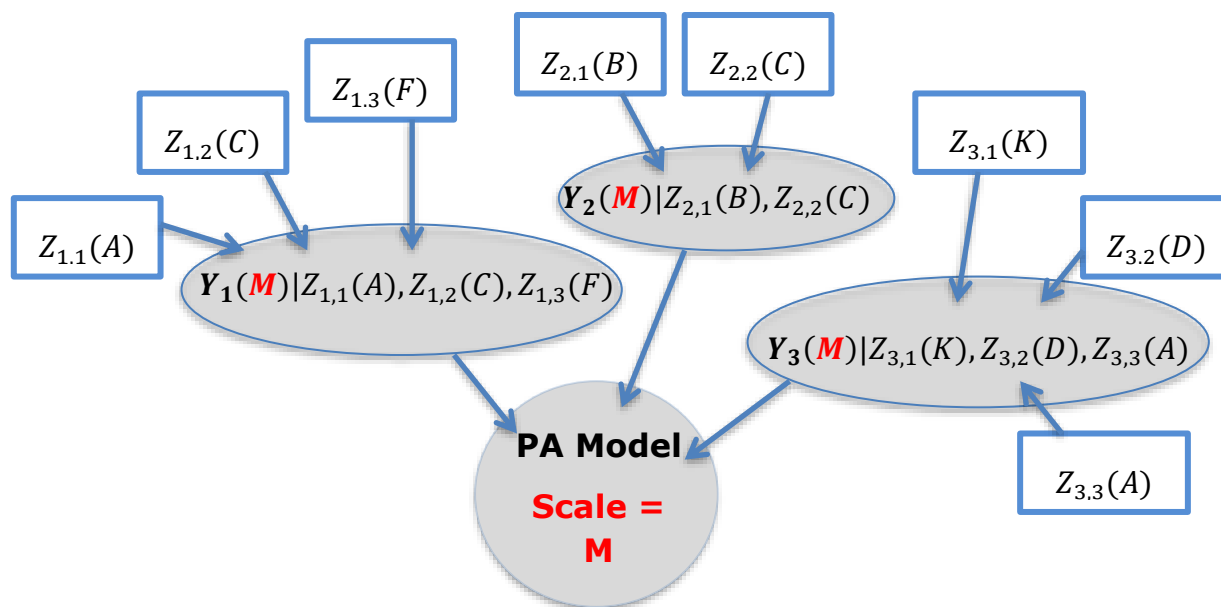 Z_{2,1}(B)
Z_{2,2}(C)
Z_{1.3}(F)
Z_{1,2}(C)
Z_{3,1}(K)
Z_{1.1}(A)
Y_2(M)|Z_{2,1}(B), Z_{2,2}(C)
Z_{3.2}(D)
Y_1(M)|Z_{1,1}(A), Z_{1,2}(C), Z_{1,3}(F)
Y_3(M)|Z_{3,1}(K), Z_{3,2}(D), Z_{3,3}(A)
Z_{3,3}(A)
PA Model
Scale =
M